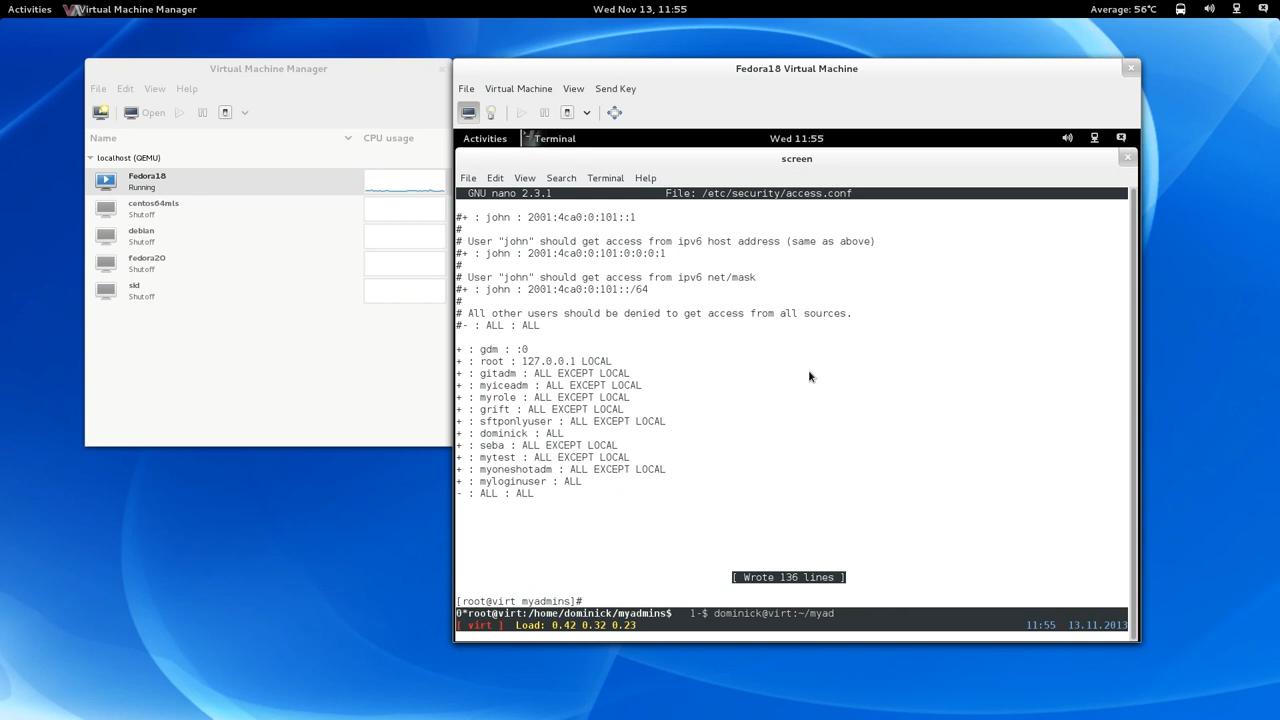 Activities Virtual Machine Manager Wed Nov 13, 11:55 Average: 56°C
Virtual Machine Manager
File Edit View Help
Open
Name CPU usage
localhost (QEMU)
Fedora18
Running
centos64mls
Shutoff
debian
Shutoff
fedora20
Shutoff
sid
Shutoff
Fedora18 Virtual Machine
File Virtual Machine View Send Key
Activities Terminal Wed 11:55
screen
File Edit View Search Terminal Help
GNU nano 2.3.1 File: /etc/security/access.conf
#+ : john : 2001:4ca0:0:101::1
#
# User "john" should get access from ipv6 host address (same as above)
#+ : john : 2001:4ca0:0:101:0:0:0:1
#
# User "john" should get access from ipv6 net/mask
#+ : john : 2001:4ca0:0:101::/64
#
# All other users should be denied to get access from all sources.
#- : ALL : ALL
+ : gdm : :0
+ : root : 127.0.0.1 LOCAL
+ : gitadm : ALL EXCEPT LOCAL
+ : myiceadm : ALL EXCEPT LOCAL
+ : myrole : ALL EXCEPT LOCAL
+ : grift : ALL EXCEPT LOCAL
+ : sftponlyuser : ALL EXCEPT LOCAL
+ : dominick : ALL
+ : seba : ALL EXCEPT LOCAL
+ : mytest : ALL EXCEPT LOCAL
+ : myoneshotadm : ALL EXCEPT LOCAL
+ : myloginuser : ALL
- : ALL : ALL
[ Wrote 136 lines ]
[root@virt myadmins]#
0*root@virt:/home/dominick/myadmins$ 1-$ dominick@virt:~/myad
[ virt ] Load: 0.42 0.32 0.23 11:55 13.11.2013